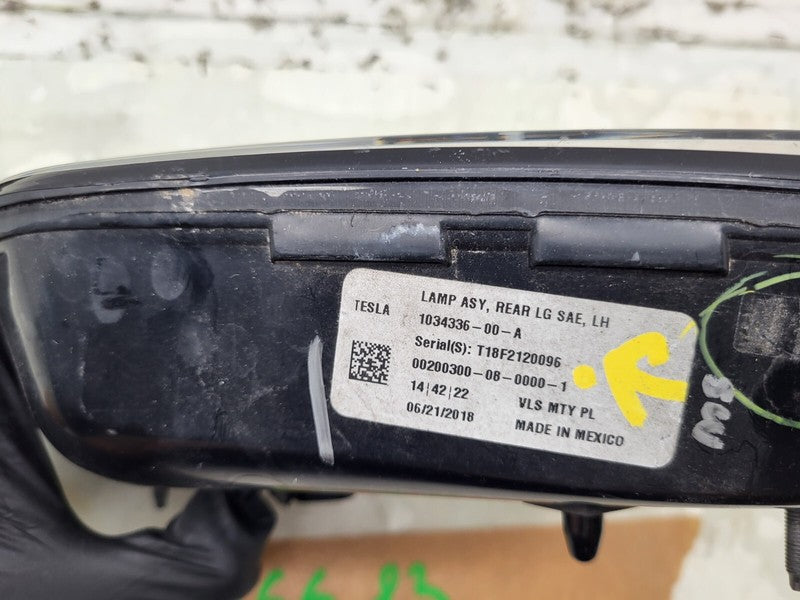 TESLA
LAMP ASY, REAR LG SAE, LH
1034336-00-A
Serial(S): T18F2120096
00200300-08-0000-1
14|42|22
VLS MTY PL
06/21/2018
MADE IN MEXICO